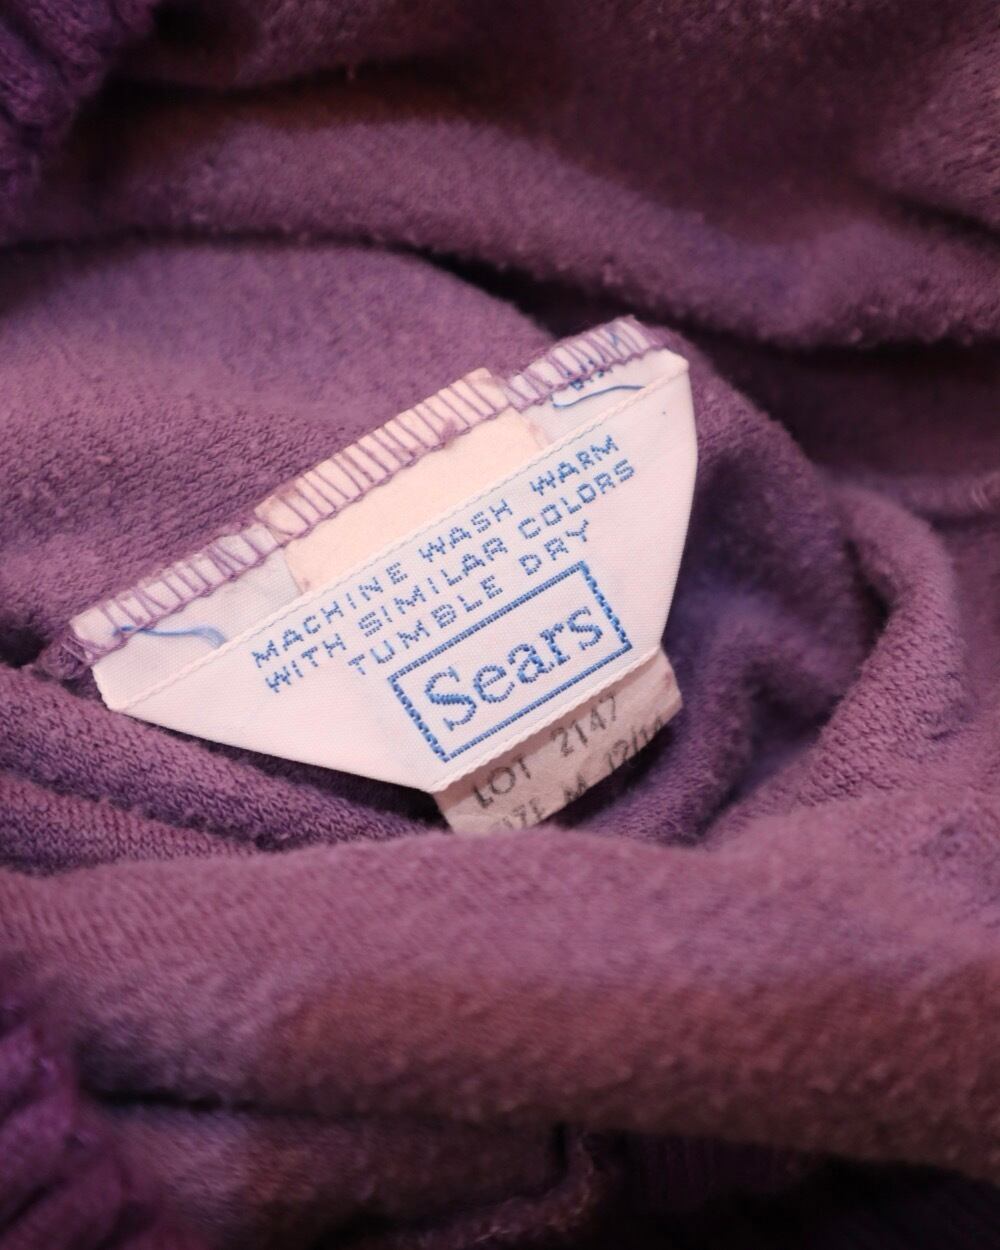 MACHINE WASH WARM
WITH SIMILAR COLORS
TUMBLE DRY
Sears
LOT 2147
M